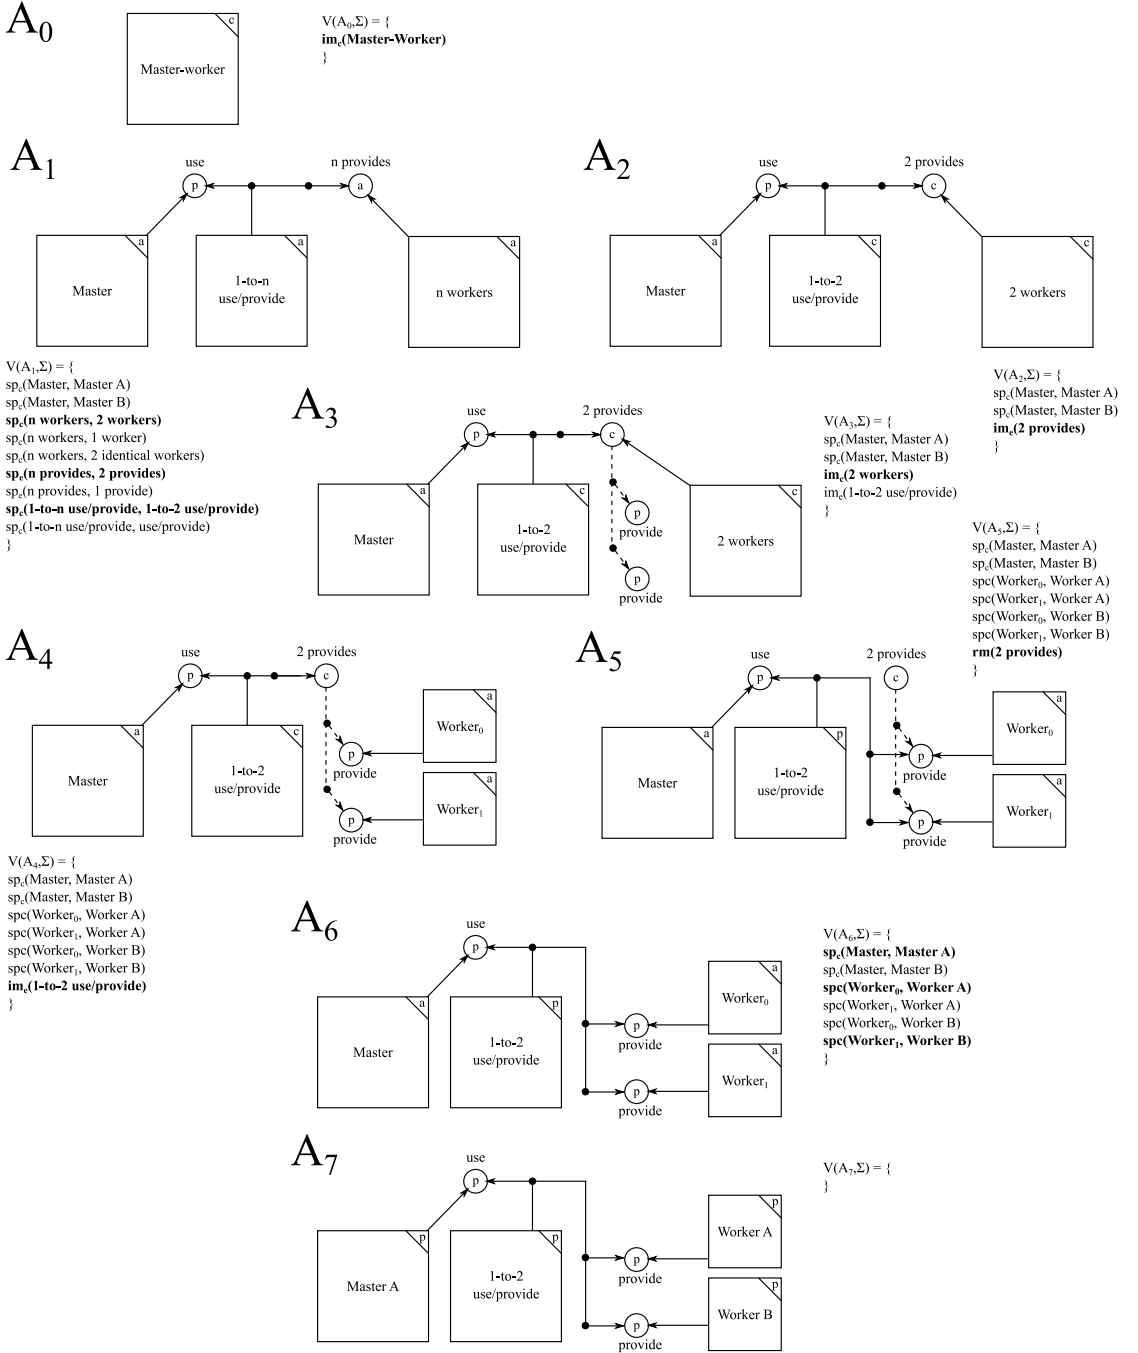 A0
c
Master-worker
V(A0,Σ) = {
imc(Master-Worker)
}
A1
use
n provides
p
a
a
a
a
Master
1-to-n
use/provide
n workers
V(A1,Σ) = {
spc(Master, Master A)
spc(Master, Master B)
spc(n workers, 2 workers)
spc(n workers, 1 worker)
spc(n workers, 2 identical workers)
spc(n provides, 2 provides)
spc(n provides, 1 provide)
spc(1-to-n use/provide, 1-to-2 use/provide)
spc(1-to-n use/provide, use/provide)
}
A2
use
2 provides
p
c
a
c
c
Master
1-to-2
use/provide
2 workers
V(A2,Σ) = {
spc(Master, Master A)
spc(Master, Master B)
imc(2 provides)
}
A3
use
2 provides
p
c
a
c
c
Master
1-to-2
use/provide
p
provide
p
provide
2 workers
V(A3,Σ) = {
spc(Master, Master A)
spc(Master, Master B)
imc(2 workers)
imc(1-to-2 use/provide)
}
A4
use
2 provides
p
c
a
c
Master
1-to-2
use/provide
p
provide
p
provide
a
Worker0
a
Worker1
V(A4,Σ) = {
spc(Master, Master A)
spc(Master, Master B)
spc(Worker0, Worker A)
spc(Worker1, Worker A)
spc(Worker0, Worker B)
spc(Worker1, Worker B)
imc(1-to-2 use/provide)
}
V(A5,Σ) = {
spc(Master, Master A)
spc(Master, Master B)
spc(Worker0, Worker A)
spc(Worker1, Worker A)
spc(Worker0, Worker B)
spc(Worker1, Worker B)
rm(2 provides)
}
A5
use
2 provides
p
c
a
p
Master
1-to-2
use/provide
p
provide
p
provide
a
Worker0
a
Worker1
A6
use
p
a
p
Master
1-to-2
use/provide
p
provide
p
provide
a
Worker0
a
Worker1
V(A6,Σ) = {
spc(Master, Master A)
spc(Master, Master B)
spc(Worker0, Worker A)
spc(Worker1, Worker A)
spc(Worker0, Worker B)
spc(Worker1, Worker B)
}
A7
use
p
p
p
Master A
1-to-2
use/provide
p
provide
p
provide
p
Worker A
p
Worker B
V(A7,Σ) = {
}